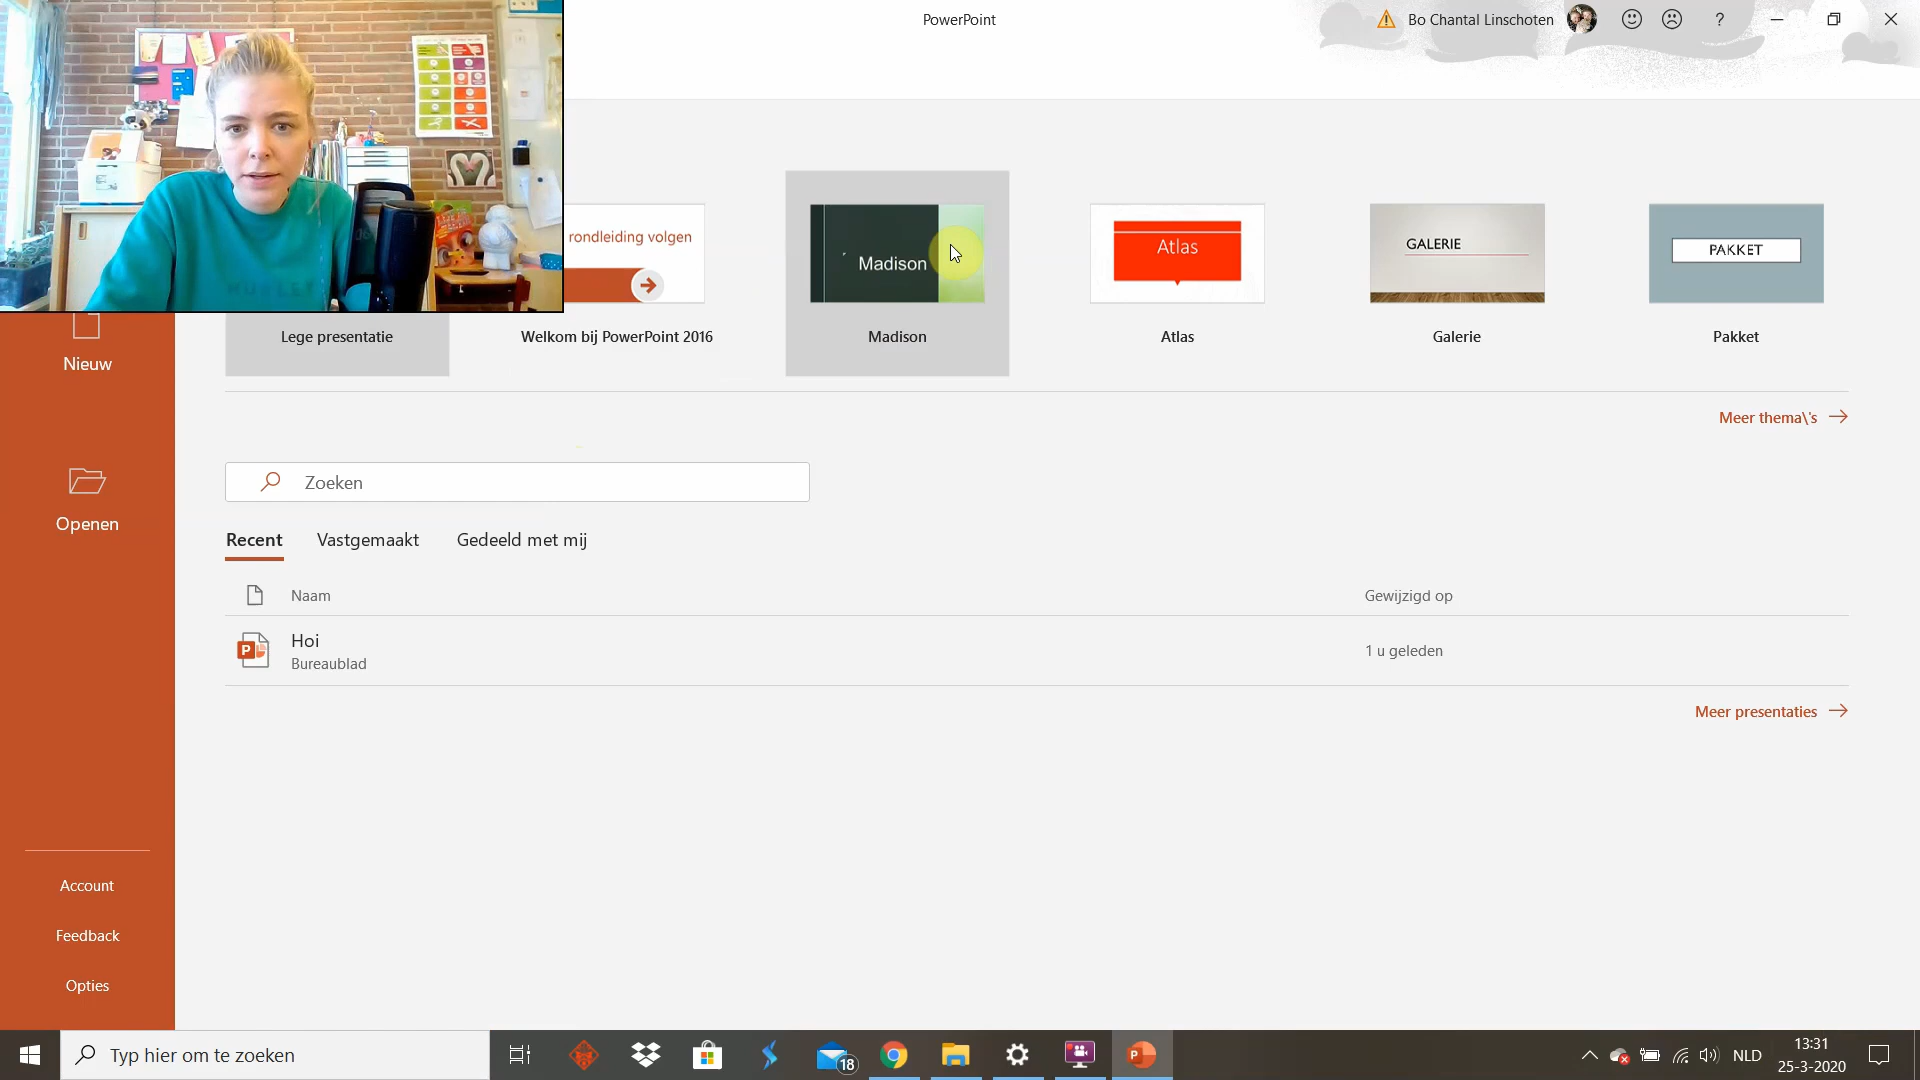 PowerPoint
Bo Chantal Linschoten
?
rondleiding volgen
Madison
Atlas
GALERIE
PAKKET
Lege presentatie
Welkom bij PowerPoint 2016
Madison
Atlas
Galerie
Pakket
Nieuw
Meer thema\'s
Zoeken
Openen
Recent
Vastgemaakt
Gedeeld met mij
Naam
Gewijzigd op
P
Hoi
Bureaublad
1 u geleden
Meer presentaties
Account
Feedback
Opties
Typ hier om te zoeken
18
P
NLD
13:31
25-3-2020